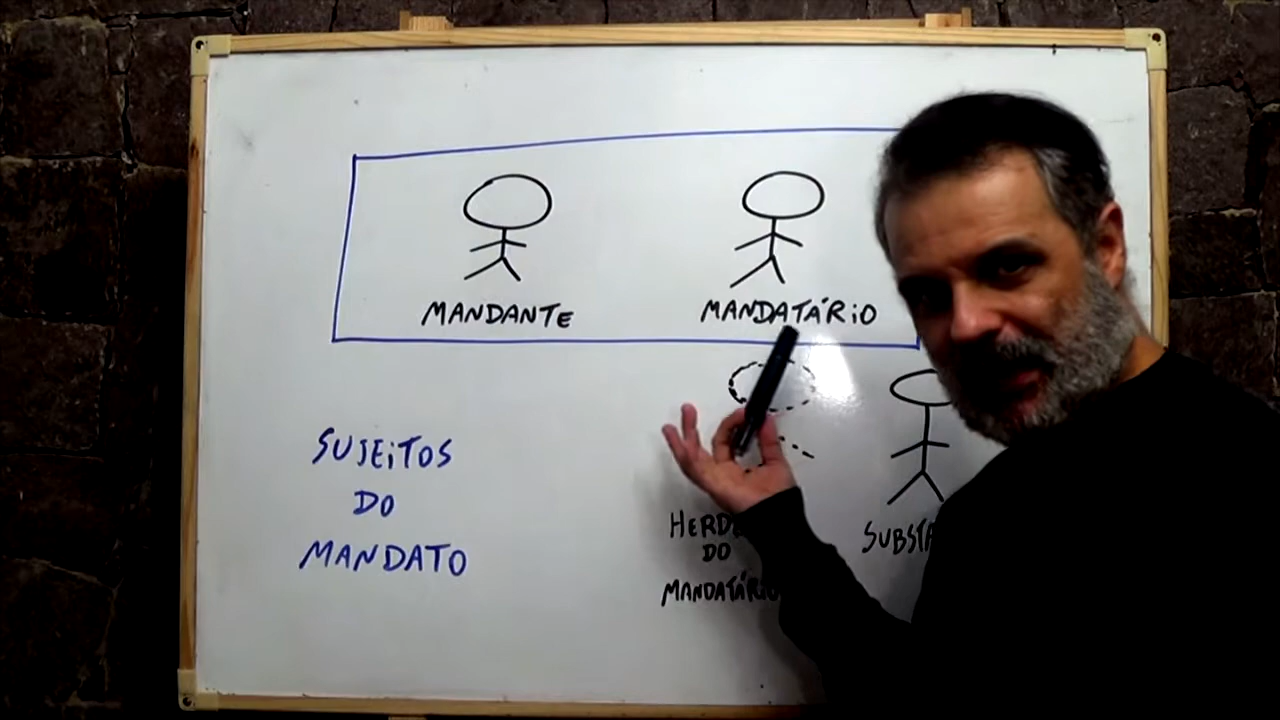 MANDANTE
MANDATÁRiO
SUJEiTOS
DO
MANDATO
DO
MANDATÁRiO